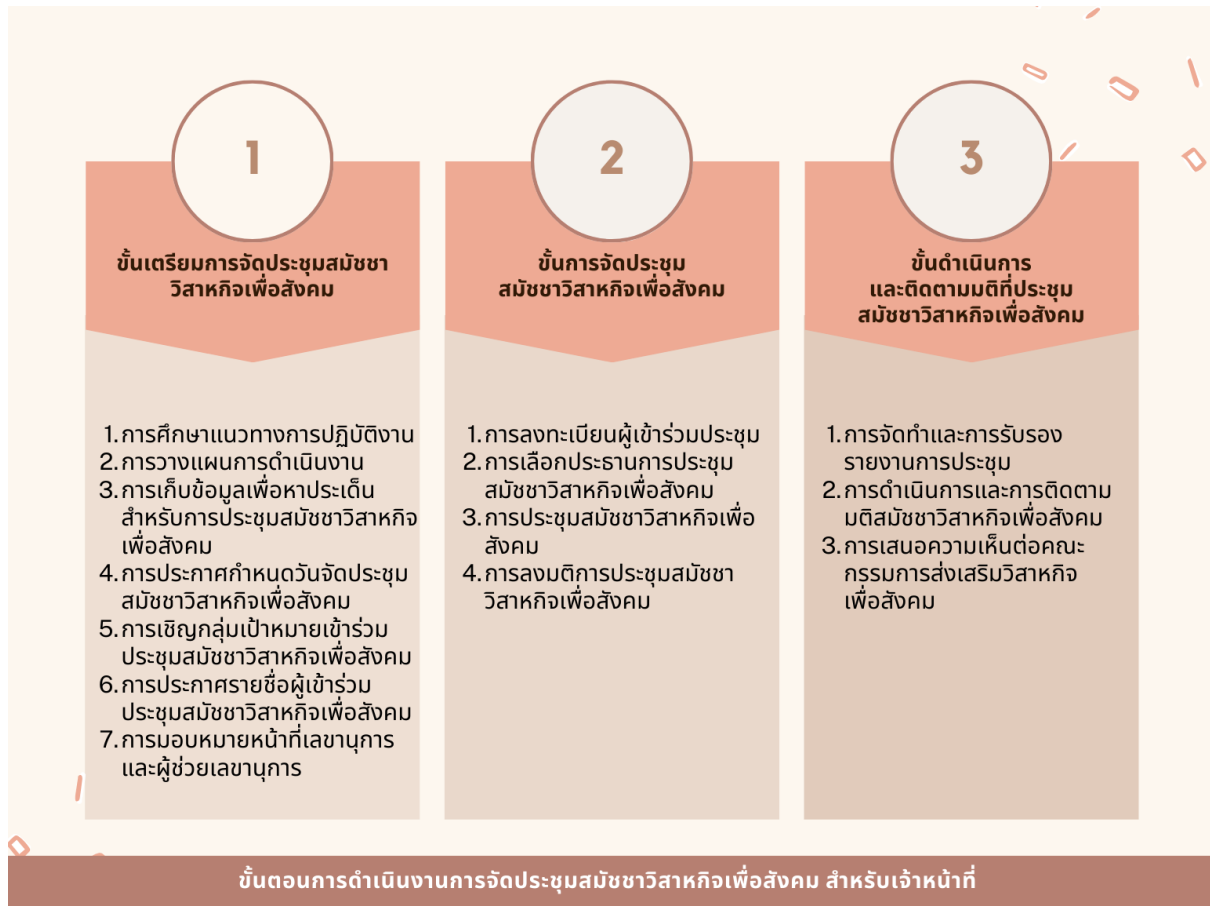 1
ขั้นเตรียมการจัดประชุมสมัชชา
วิสาหกิจเพื่อสังคม
1.การศึกษาแนวทางการปฏิบัติงาน
2.การวางแผนการดำเนินงาน
3.การเก็บข้อมูลเพื่อหาประเด็น
สำหรับการประชุมสมัชชาวิสาหกิจ
เพื่อสังคม
4.การประกาศกำหนดวันจัดประชุม
สมัชชาวิสาหกิจเพื่อสังคม
5.การเชิญกลุ่มเป้าหมายเข้าร่วม
ประชุมสมัชชาวิสาหกิจเพื่อสังคม
6.การประกาศรายชื่อผู้เข้าร่วม
ประชุมสมัชชาวิสาหกิจเพื่อสังคม
7.การมอบหมายหน้าที่เลขานุการ
และผู้ช่วยเลขานุการ
2
ขั้นการจัดประชุม
สมัชชาวิสาหกิจเพื่อสังคม
1.การลงทะเบียนผู้เข้าร่วมประชุม
2.การเลือกประธานการประชุม
สมัชชาวิสาหกิจเพื่อสังคม
3.การประชุมสมัชชาวิสาหกิจเพื่อ
สังคม
4.การลงมติการประชุมสมัชชา
วิสาหกิจเพื่อสังคม
3
ขั้นดำเนินการ
และติดตามมติที่ประชุม
สมัชชาวิสาหกิจเพื่อสังคม
1.การจัดทำและการรับรอง
รายงานการประชุม
2.การดำเนินการและการติดตาม
มติสมัชชาวิสาหกิจเพื่อสังคม
3.การเสนอความเห็นต่อคณะ
กรรมการส่งเสริมวิสาหกิจ
เพื่อสังคม
ขั้นตอนการดำเนินงานการจัดประชุมสมัชชาวิสาหกิจเพื่อสังคม สำหรับเจ้าหน้าที่